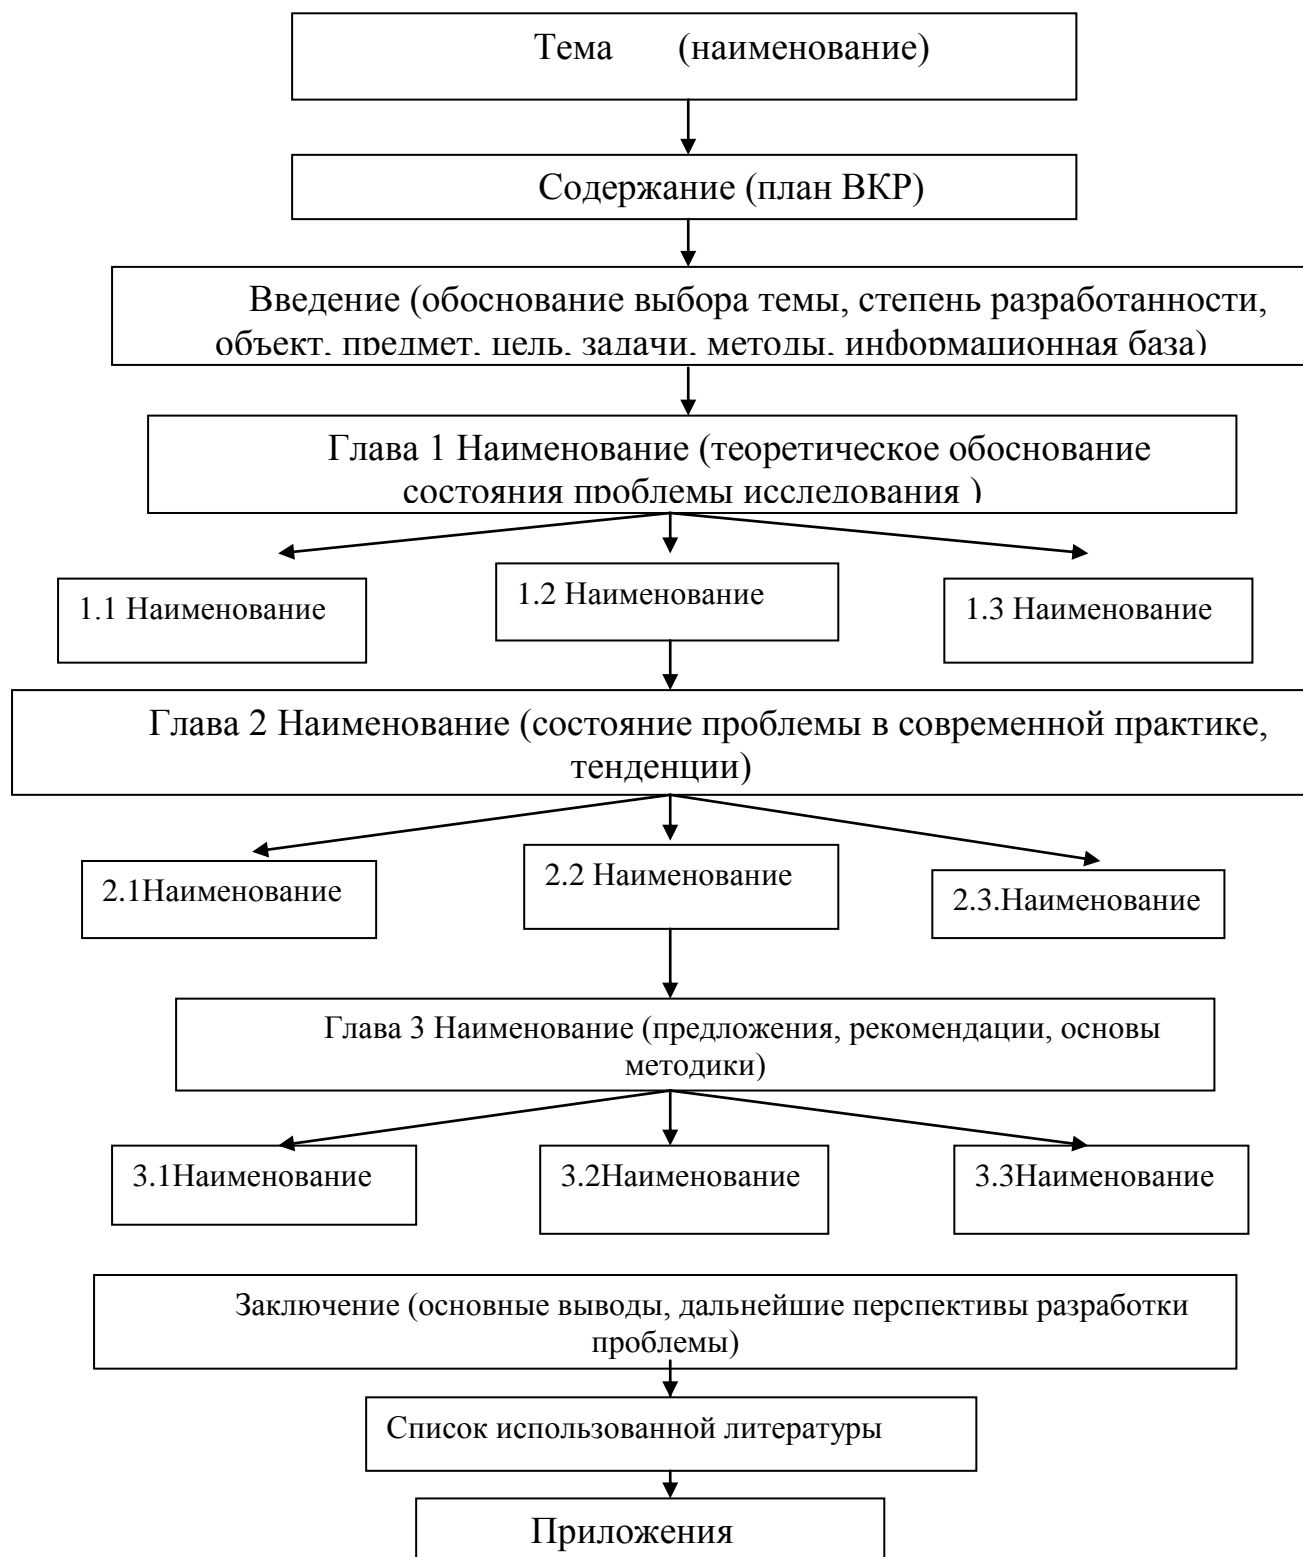 Тема (наименование)
Содержание (план ВКР)
Введение (обоснование выбора темы, степень разработанности,
объект, предмет, цель, задачи, методы, информационная база)
Глава 1 Наименование (теоретическое обоснование
состояния проблемы исследования )
1.1 Наименование
1.2 Наименование
1.3 Наименование
Глава 2 Наименование (состояние проблемы в современной практике,
тенденции)
2.1Наименование
2.2 Наименование
2.3.Наименование
Глава 3 Наименование (предложения, рекомендации, основы
методики)
3.1Наименование
3.2Наименование
3.3Наименование
Заключение (основные выводы, дальнейшие перспективы разработки
проблемы)
Список использованной литературы
Приложения